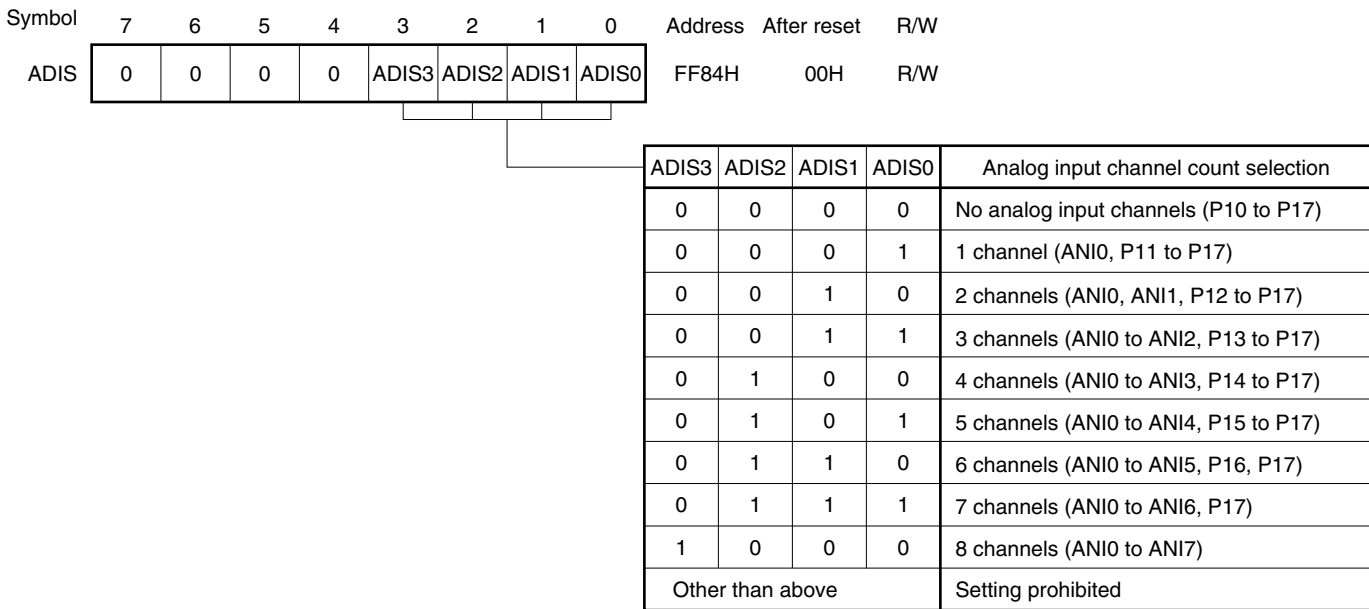 Symbol 7 6 5 4 3 2 1 0 Address After reset R/W
ADIS 0 0 0 0 ADIS3 ADIS2 ADIS1 ADIS0 FF84H 00H R/W
ADIS3 ADIS2 ADIS1 ADIS0 Analog input channel count selection
0 0 0 0 No analog input channels (P10 to P17)
0 0 0 1 1 channel (ANI0, P11 to P17)
0 0 1 0 2 channels (ANI0, ANI1, P12 to P17)
0 0 1 1 3 channels (ANI0 to ANI2, P13 to P17)
0 1 0 0 4 channels (ANI0 to ANI3, P14 to P17)
0 1 0 1 5 channels (ANI0 to ANI4, P15 to P17)
0 1 1 0 6 channels (ANI0 to ANI5, P16, P17)
0 1 1 1 7 channels (ANI0 to ANI6, P17)
1 0 0 0 8 channels (ANI0 to ANI7)
Other than above Setting prohibited